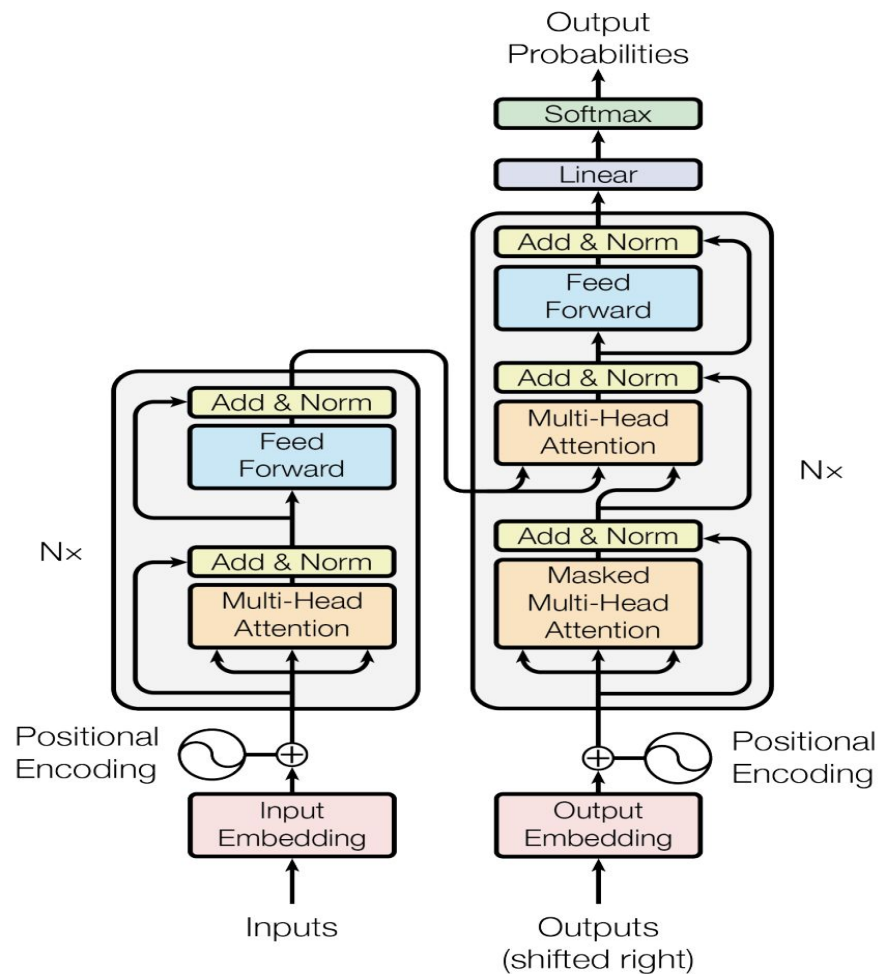 Output
Probabilities
Softmax
Linear
Add & Norm
Feed
Forward
Add & Norm
Multi-Head
Attention
Nx
Add & Norm
Masked
Multi-Head
Attention
Add & Norm
Feed
Forward
Nx
Add & Norm
Multi-Head
Attention
Positional
Encoding
Positional
Encoding
Input
Embedding
Output
Embedding
Inputs
Outputs
(shifted right)